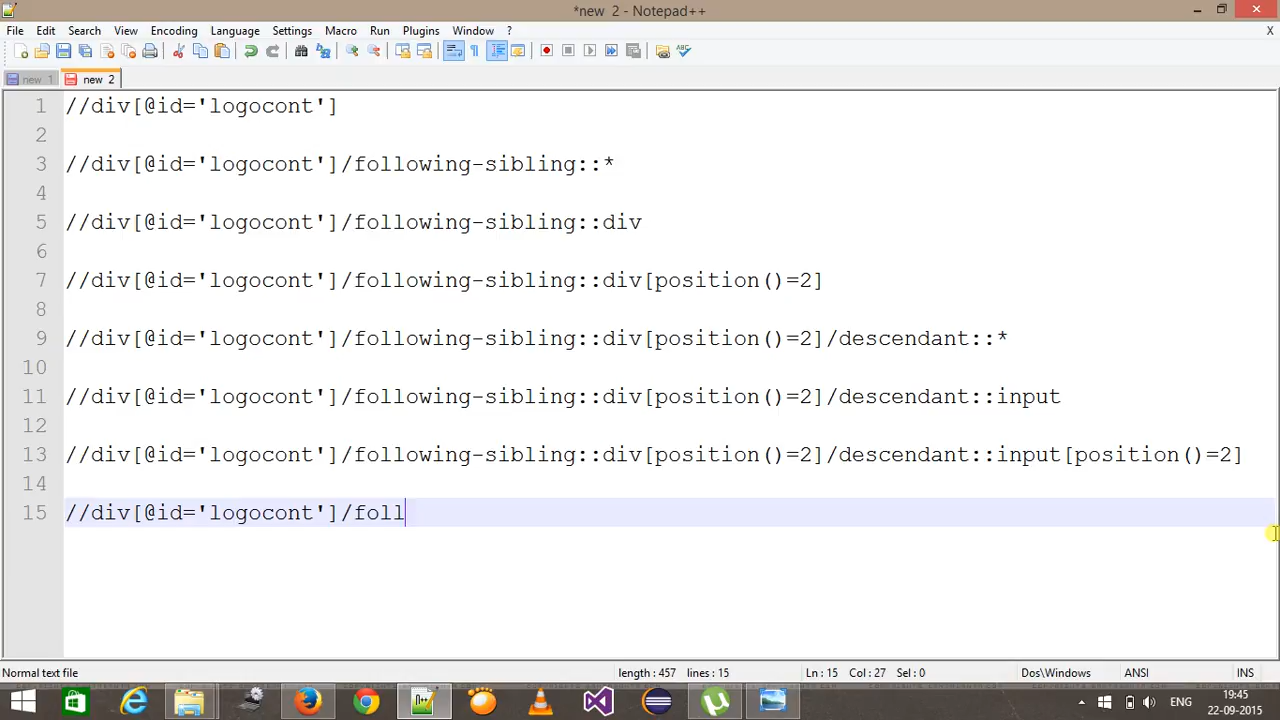 *new  2 - Notepad++
File Edit Search View Encoding Language Settings Macro Run Plugins Window ? X
new 1 new 2
1 //div[@id='logocont']
2
3 //div[@id='logocont']/following-sibling::*
4
5 //div[@id='logocont']/following-sibling::div
6
7 //div[@id='logocont']/following-sibling::div[position()=2]
8
9 //div[@id='logocont']/following-sibling::div[position()=2]/descendant::*
10
11 //div[@id='logocont']/following-sibling::div[position()=2]/descendant::input
12
13 //div[@id='logocont']/following-sibling::div[position()=2]/descendant::input[position()=2]
14
15 //div[@id='logocont']/foll
Normal text file length : 457 lines : 15 Ln : 15 Col : 27 Sel : 0 Dos\Windows ANSI INS
ENG 19:45
22-09-2015